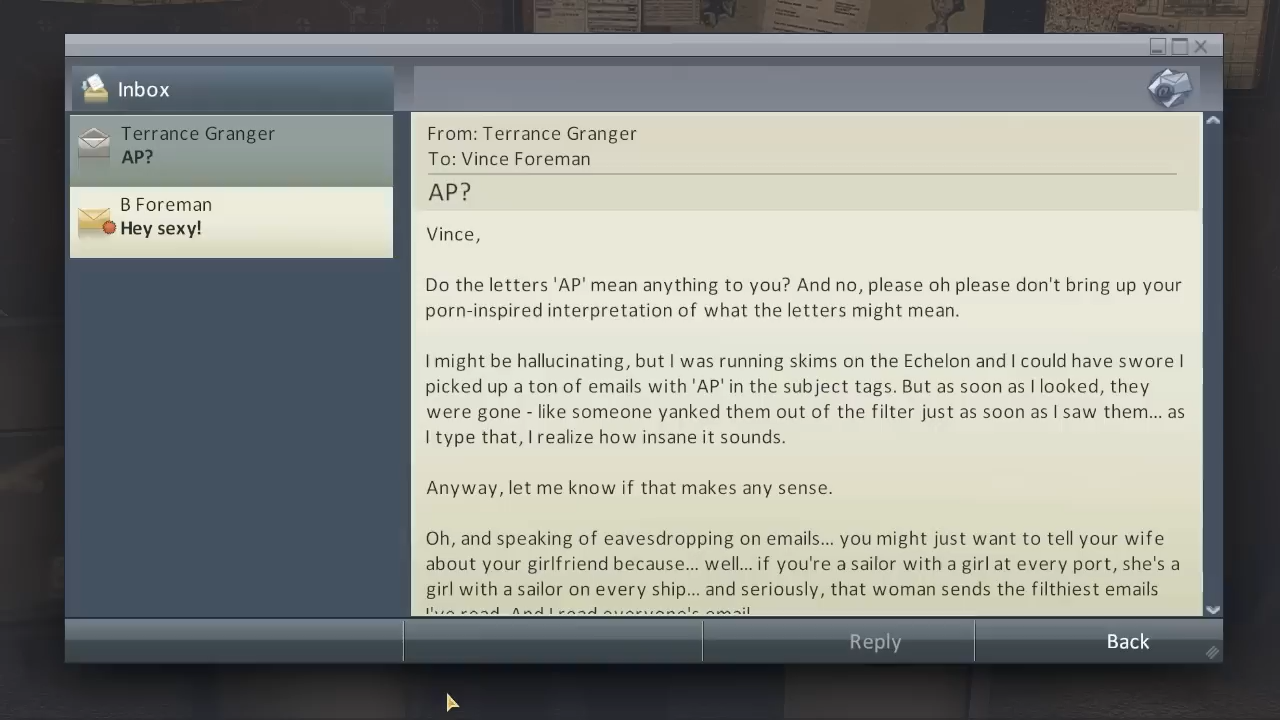 Inbox
Terrance Granger
AP?
B Foreman
Hey sexy!
From: Terrance Granger
To: Vince Foreman
AP?
Vince,
Do the letters 'AP' mean anything to you? And no, please oh please don't bring up your
porn-inspired interpretation of what the letters might mean.
I might be hallucinating, but I was running skims on the Echelon and I could have swore I
picked up a ton of emails with 'AP' in the subject tags. But as soon as I looked, they
were gone - like someone yanked them out of the filter just as soon as I saw them... as
I type that, I realize how insane it sounds.
Anyway, let me know if that makes any sense.
Oh, and speaking of eavesdropping on emails... you might just want to tell your wife
about your girlfriend because... well... if you're a sailor with a girl at every port, she's a
girl with a sailor on every ship... and seriously, that woman sends the filthiest emails
I've read. And I read everyone's email.
Reply
Back